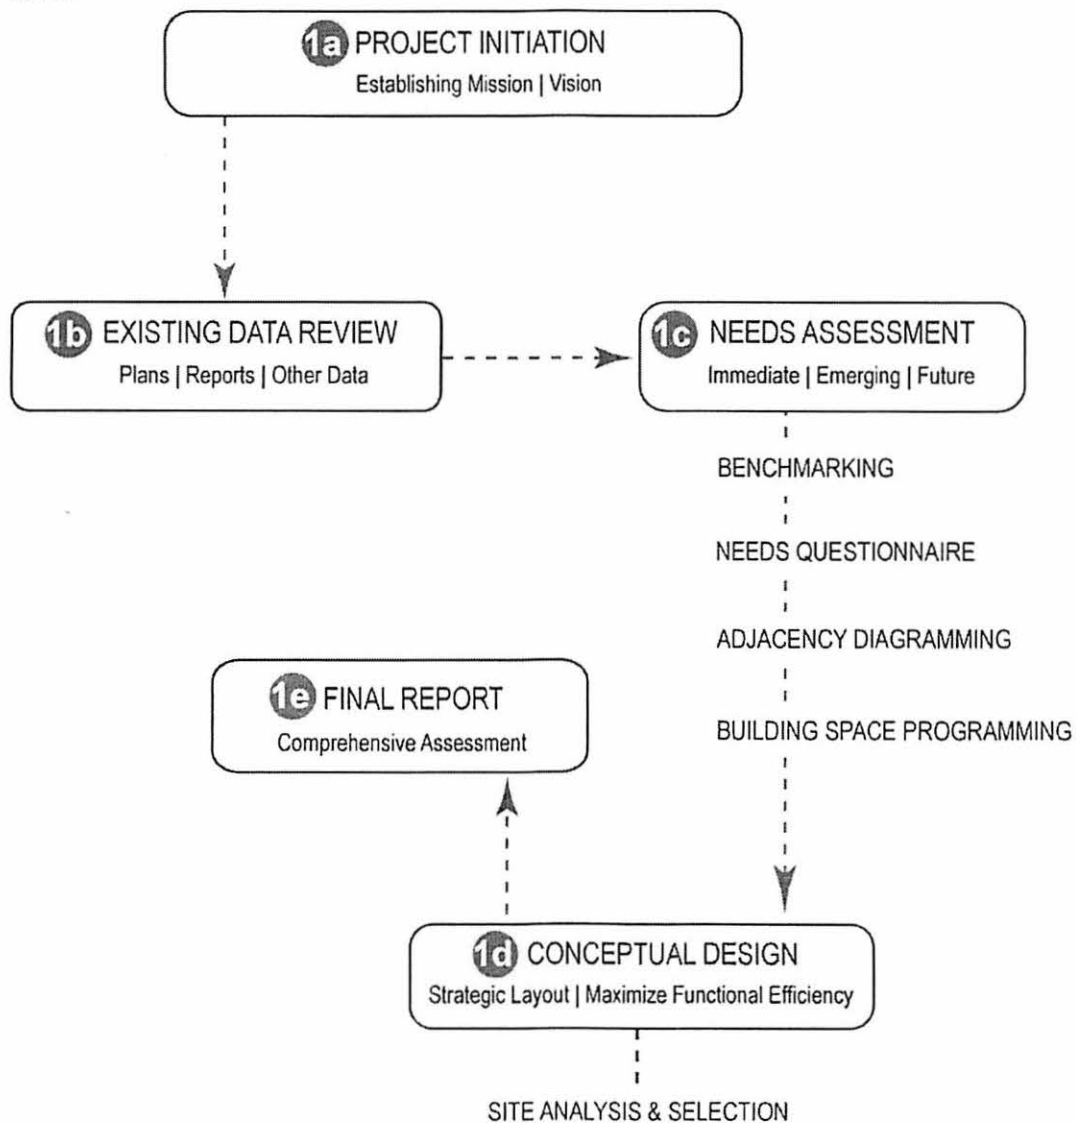 1a PROJECT INITIATION
Establishing Mission | Vision
1b EXISTING DATA REVIEW
Plans | Reports | Other Data
1c NEEDS ASSESSMENT
Immediate | Emerging | Future
BENCHMARKING
NEEDS QUESTIONNAIRE
ADJACENCY DIAGRAMMING
BUILDING SPACE PROGRAMMING
1e FINAL REPORT
Comprehensive Assessment
1d CONCEPTUAL DESIGN
Strategic Layout | Maximize Functional Efficiency
SITE ANALYSIS & SELECTION